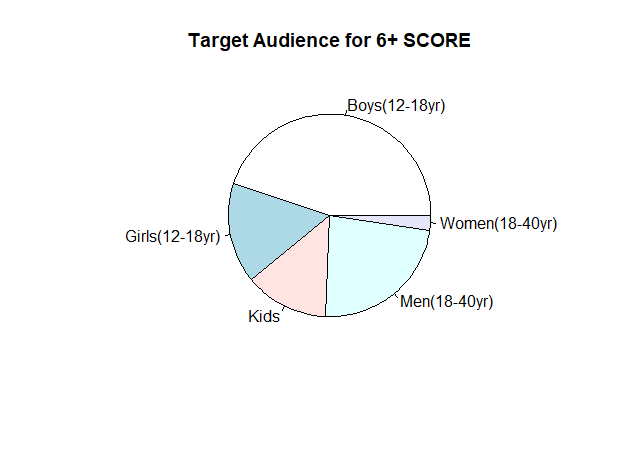 Target Audience for 6+ SCORE
Boys(12-18yr)
Girls(12-18yr)
Women(18-40yr)
Men(18-40yr)
Kids